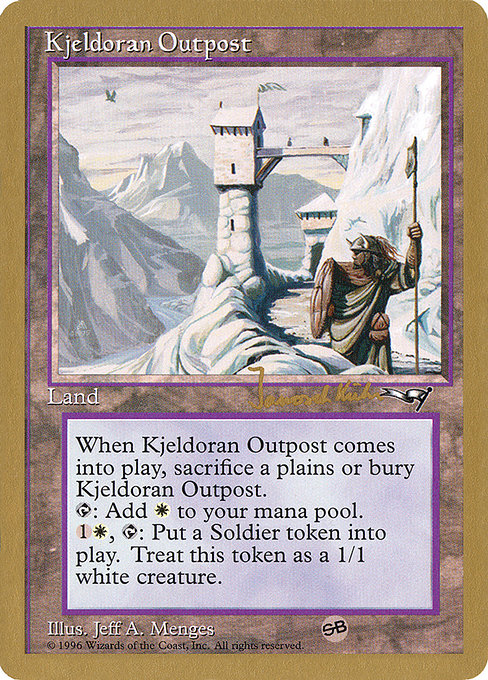 Kjeldoran Outpost
Janosch Kühn
Land
When Kjeldoran Outpost comes
into play, sacrifice a plains or bury
Kjeldoran Outpost.
: Add to your mana pool.
1, : Put a Soldier token into
play. Treat this token as a 1/1
white creature.
Illus. Jeff A. Menges
SB
© 1996 Wizards of the Coast, Inc. All rights reserved.